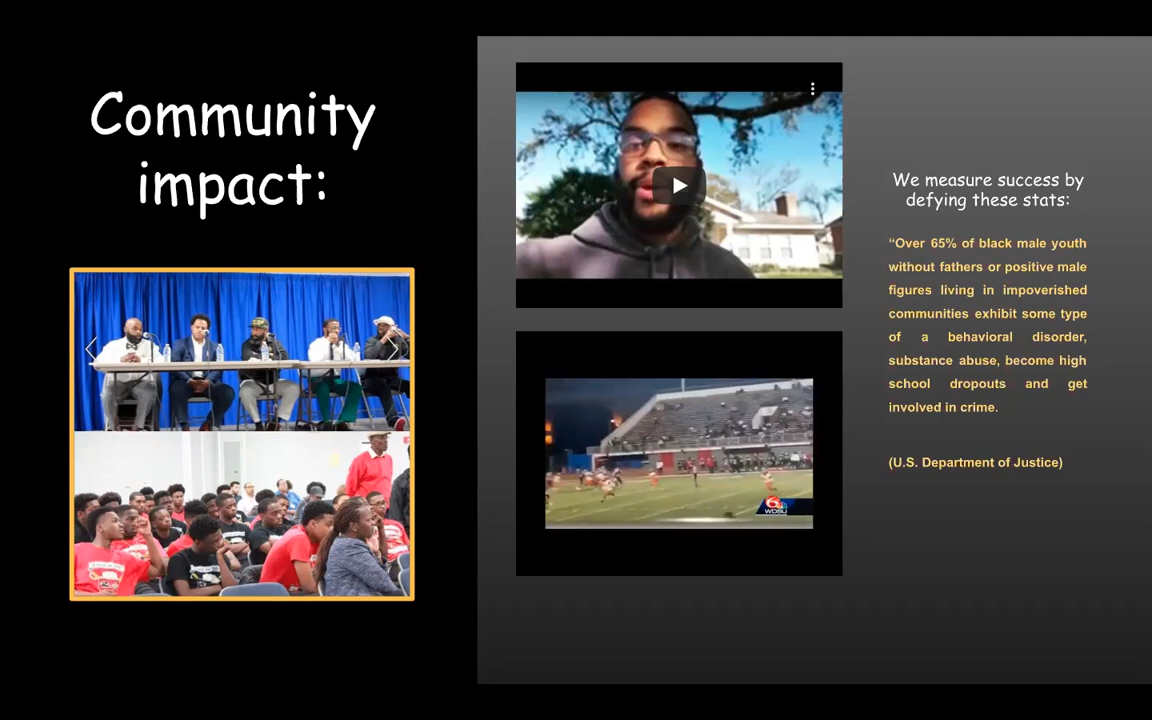 Community
impact:
We measure success by
defying these stats:
“Over 65% of black male youth
without fathers or positive male
figures living in impoverished
communities exhibit some type
of a behavioral disorder,
substance abuse, become high
school dropouts and get
involved in crime.
(U.S. Department of Justice)
6
WDSU